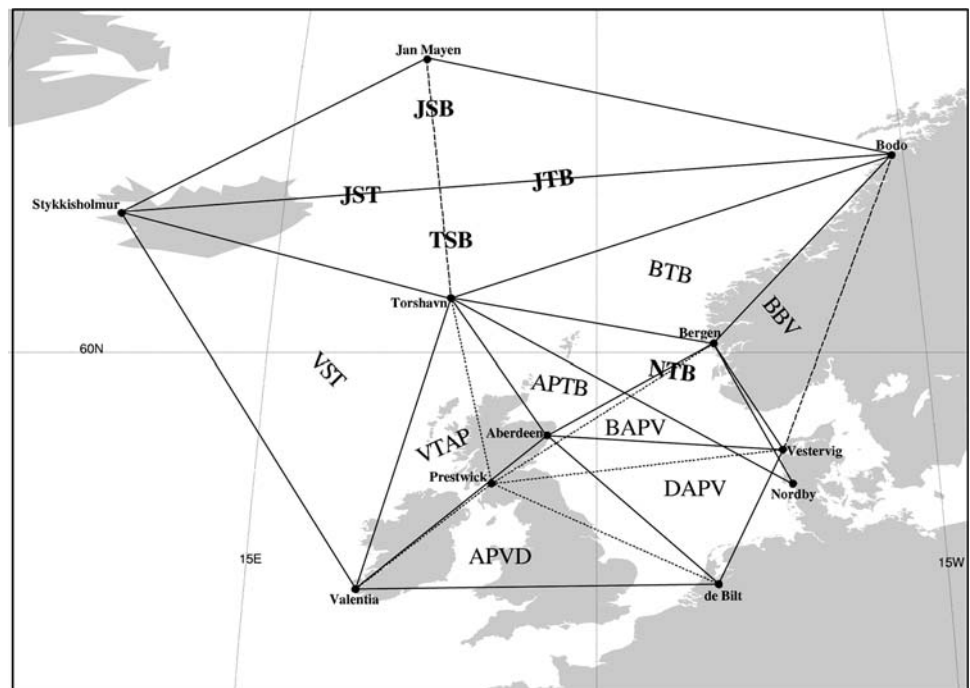 Jan Mayen
JSB
Bodo
JST
JTB
Stykkisholmur
TSB
BTB
Torshavn
BBV
Bergen
60N
VST
NTB
APTB
BAPV
Aberdeen
VTAP
Vestervig
Prestwick
DAPV
Nordby
15E
APVD
15W
Valentia
de Bilt